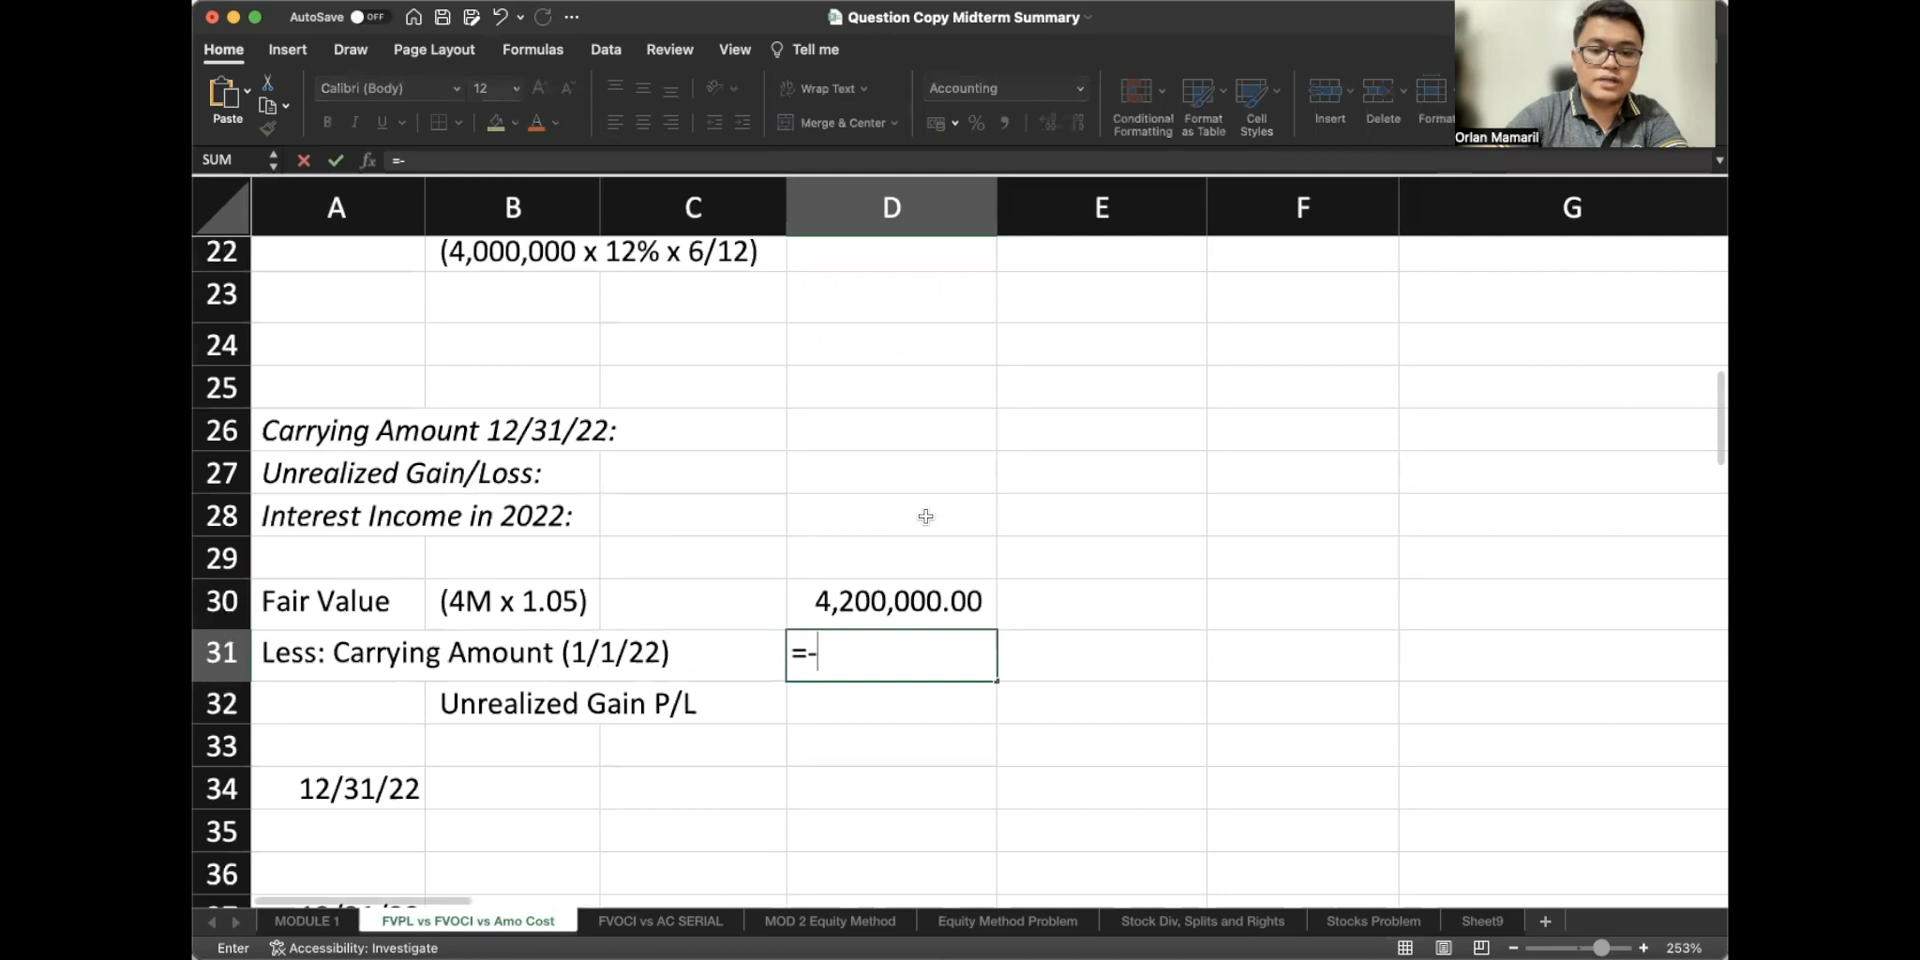 AutoSave OFF
Question Copy Midterm Summary
Home Insert Draw Page Layout Formulas Data Review View Tell me
Paste
Calibri (Body) 12
B I U
Wrap Text
Merge & Center
Accounting
%
Conditional Formatting
Format as Table
Cell Styles
Insert
Delete
Format
Orlan Mamaril
SUM fx =-
A B C D E F G
22 (4,000,000 x 12% x 6/12)
23
24
25
26 Carrying Amount 12/31/22:
27 Unrealized Gain/Loss:
28 Interest Income in 2022:
29
30 Fair Value (4M x 1.05) 4,200,000.00
31 Less: Carrying Amount (1/1/22) =-
32 Unrealized Gain P/L
33
34 12/31/22
35
36
MODULE 1 FVPL vs FVOCI vs Amo Cost FVOCI vs AC SERIAL MOD 2 Equity Method Equity Method Problem Stock Div, Splits and Rights Stocks Problem Sheet9
Enter Accessibility: Investigate 253%